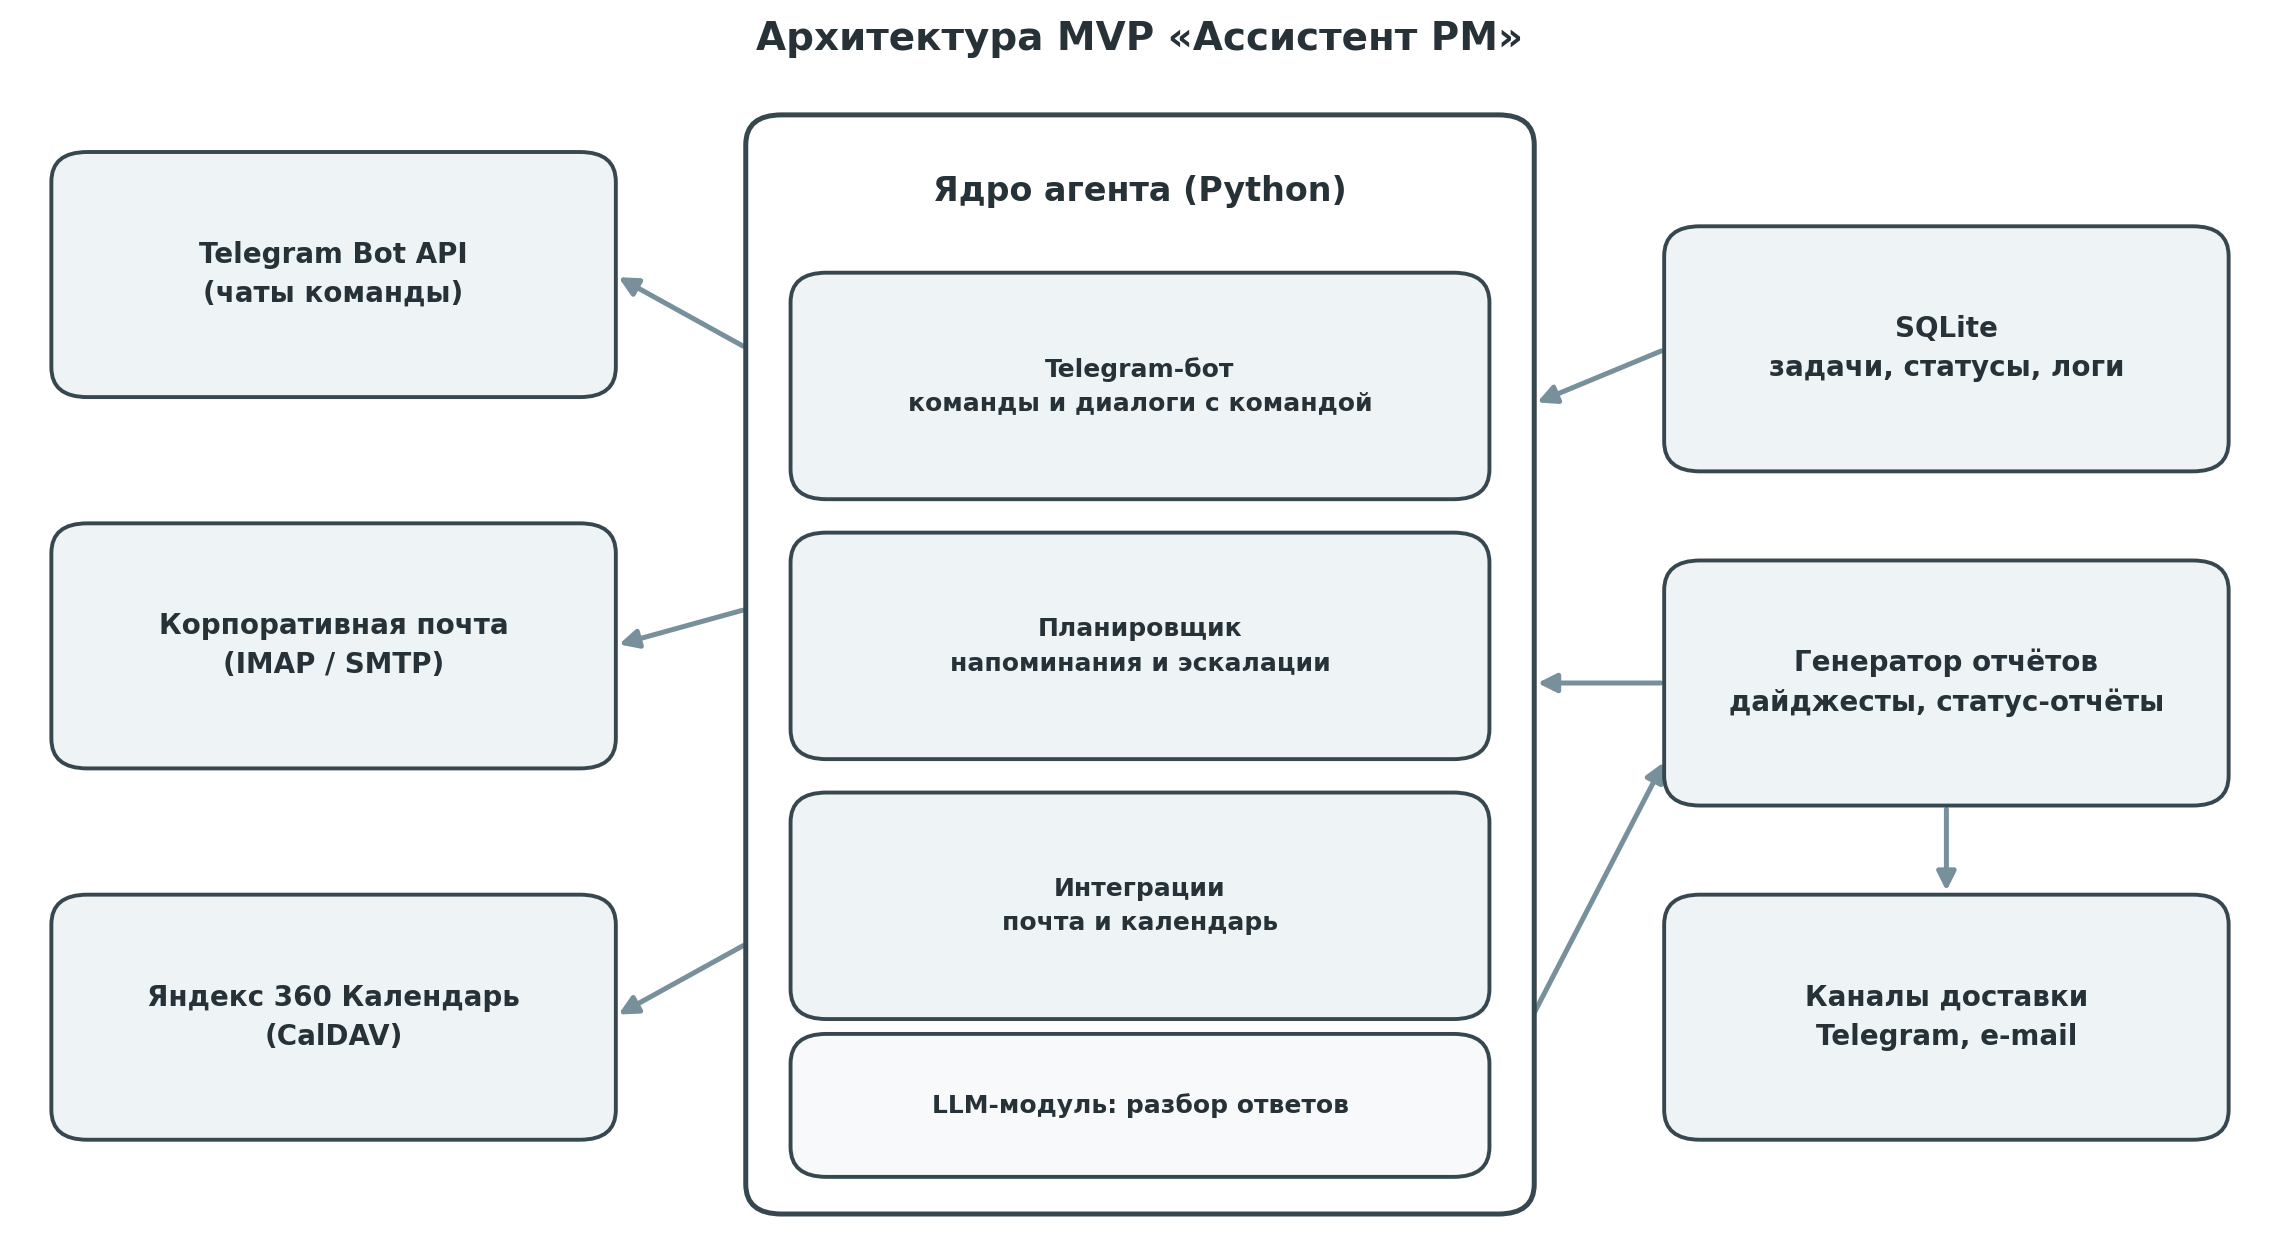 Архитектура MVP «Ассистент PM»
Telegram Bot API
(чаты команды)
Корпоративная почта
(IMAP / SMTP)
Яндекс 360 Календарь
(CalDAV)
Ядро агента (Python)
Telegram-бот
команды и диалоги с командой
Планировщик
напоминания и эскалации
Интеграции
почта и календарь
LLM-модуль: разбор ответов
SQLite
задачи, статусы, логи
Генератор отчётов
дайджесты, статус-отчёты
Каналы доставки
Telegram, e-mail